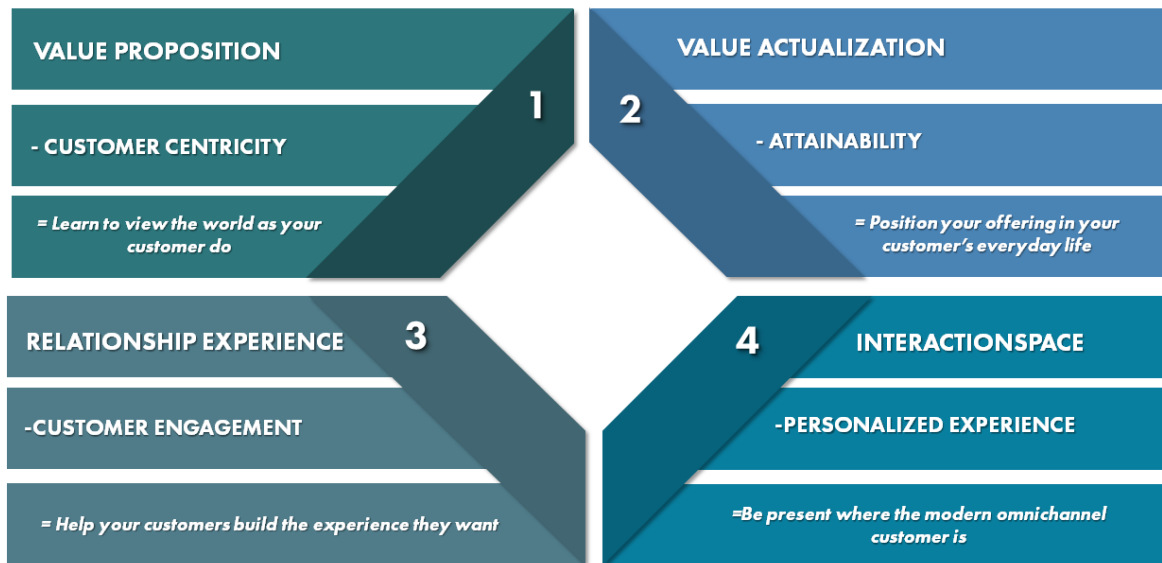 VALUE PROPOSITION
1
- CUSTOMER CENTRICITY
= Learn to view the world as your
customer do
VALUE ACTUALIZATION
2
- ATTAINABILITY
= Position your offering in your
customer's everyday life
RELATIONSHIP EXPERIENCE
3
-CUSTOMER ENGAGEMENT
= Help your customers build the experience they want
4
INTERACTIONSPACE
-PERSONALIZED EXPERIENCE
=Be present where the modern omnichannel
customer is